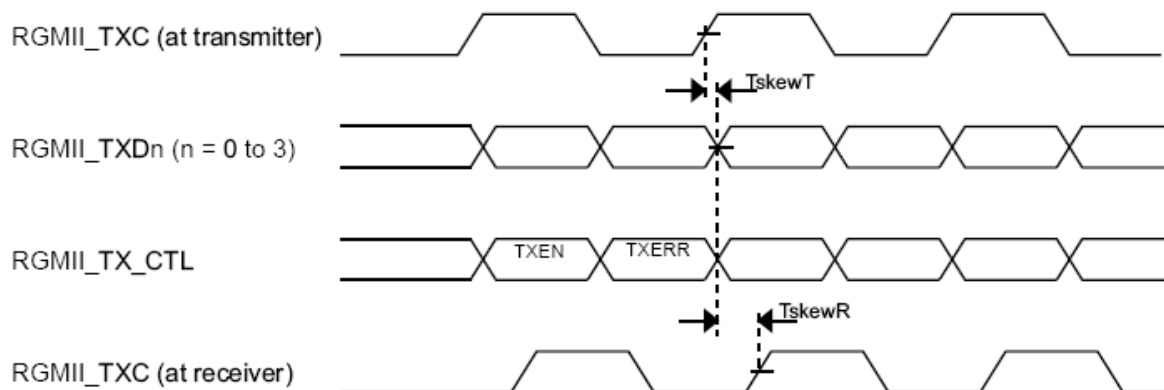 RGMII_TXC (at transmitter)
TskewT
RGMII_TXDn (n = 0 to 3)
RGMII_TX_CTL
TXEN
TXERR
TskewR
RGMII_TXC (at receiver)